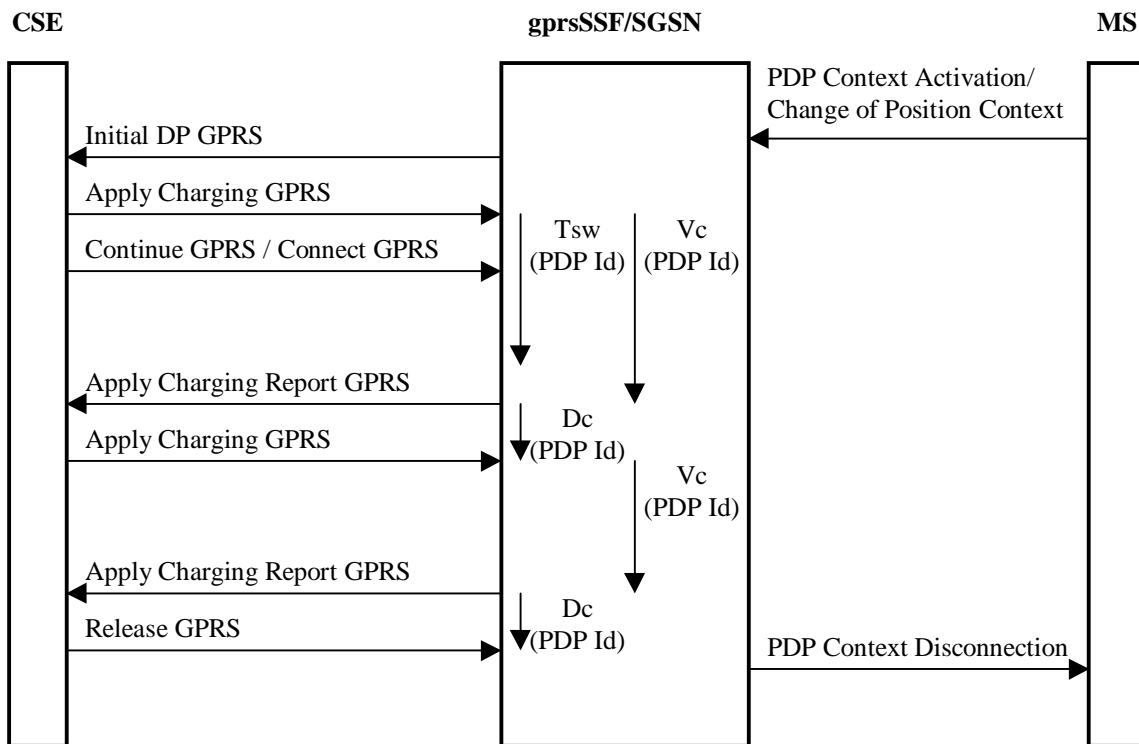 CSE
gprsSSF/SGSN
MS
PDP Context Activation/
Change of Position Context
Initial DP GPRS
Apply Charging GPRS
Tsw
(PDP Id)
Vc
(PDP Id)
Continue GPRS / Connect GPRS
Apply Charging Report GPRS
Dc
(PDP Id)
Apply Charging GPRS
Vc
(PDP Id)
Apply Charging Report GPRS
Dc
(PDP Id)
Release GPRS
PDP Context Disconnection